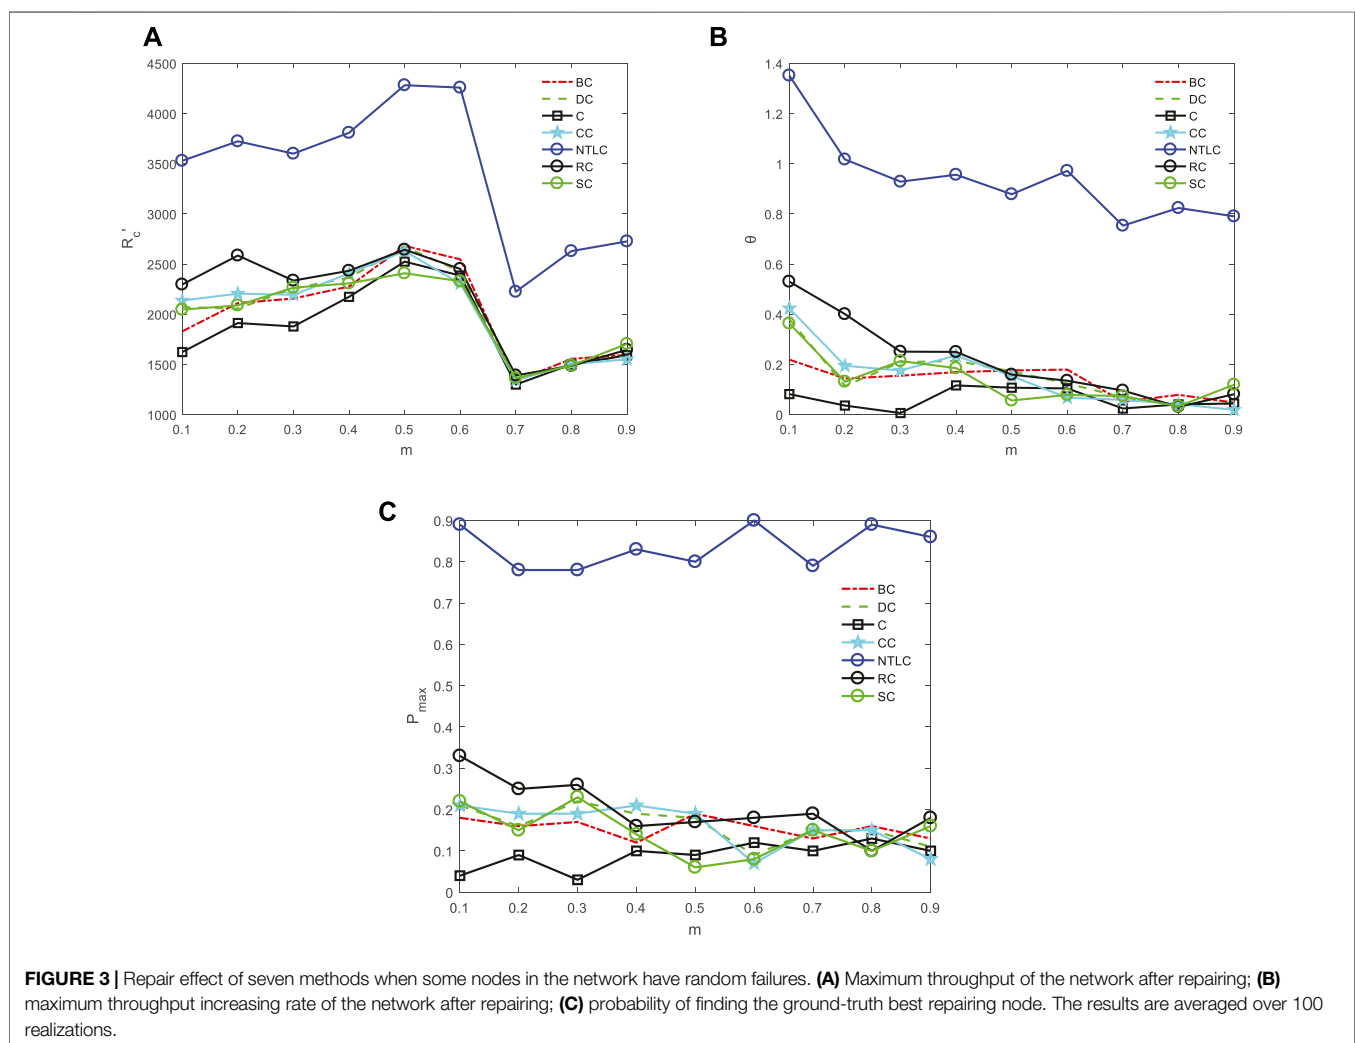 A
4500
4000
3500
3000
2500
2000
1500
1000
R_c'
0.1 0.2 0.3 0.4 0.5 0.6 0.7 0.8 0.9
m
BC
DC
C
CC
NTLC
RC
SC
B
1.4
1.2
1
0.8
0.6
0.4
0.2
0
θ
0.1 0.2 0.3 0.4 0.5 0.6 0.7 0.8 0.9
m
BC
DC
C
CC
NTLC
RC
SC
C
0.9
0.8
0.7
0.6
0.5
0.4
0.3
0.2
0.1
0
P_max
0.1 0.2 0.3 0.4 0.5 0.6 0.7 0.8 0.9
m
BC
DC
C
CC
NTLC
RC
SC
FIGURE 3 | Repair effect of seven methods when some nodes in the network have random failures. (A) Maximum throughput of the network after repairing; (B)
maximum throughput increasing rate of the network after repairing; (C) probability of finding the ground-truth best repairing node. The results are averaged over 100
realizations.